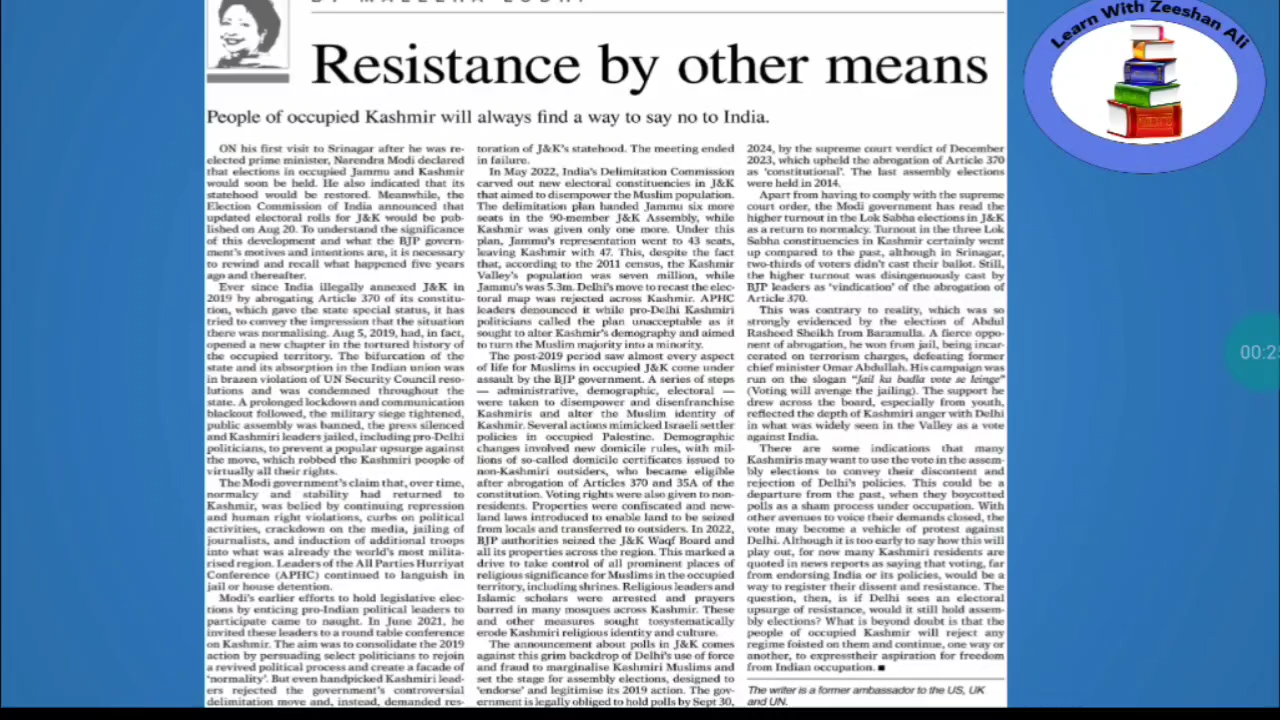 Learn With Zeeshan Ali
Resistance by other means
People of occupied Kashmir will always find a way to say no to India.
ON his first visit to Srinagar after he was re-
elected prime minister, Narendra Modi declared
that elections in occupied Jammu and Kashmir
would soon be held. He also indicated that its
statehood would be restored. Meanwhile, the
Election Commission of India announced that
updated electoral rolls for J&K would be pub-
lished on Aug 20. To understand the significance
of this development and what the BJP govern-
ment's motives and intentions are, it is necessary
to rewind and recall what happened five years
ago and thereafter.
Ever since India illegally annexed J&K in
2019 by abrogating Article 370 of its constitu-
tion, which gave the state special status, it has
tried to convey the impression that the situation
there was normalising. Aug 5, 2019, had, in fact,
opened a new chapter in the tortured history of
the occupied territory. The bifurcation of the
state and its absorption in the Indian union was
in brazen violation of UN Security Council reso-
lutions and was condemned throughout the
state. A prolonged lockdown and communication
blackout followed, the military siege tightened,
public assembly was banned, the press silenced
and Kashmiri leaders jailed, including pro-Delhi
politicians, to prevent a popular upsurge against
the move, which robbed the Kashmiri people of
virtually all their rights.
The Modi government's claim that, over time,
normalcy and stability had returned to
Kashmir, was belied by continuing repression
and human right violations, curbs on political
activities, crackdown on the media, jailing of
journalists, and induction of additional troops
into what was already the world's most milita-
rised region. Leaders of the All Parties Hurriyat
Conference (APHC) continued to languish in
jail or house detention.
Modi's earlier efforts to hold legislative elec-
tions by enticing pro-Indian political leaders to
participate came to naught. In June 2021, he
invited these leaders to a round table conference
on Kashmir. The aim was to consolidate the 2019
action by persuading select politicians to rejoin
a revived political process and create a facade of
'normality'. But even handpicked Kashmiri lead-
ers rejected the government's controversial
delimitation move and, instead, demanded res-
toration of J&K's statehood. The meeting ended
in failure.
In May 2022, India's Delimitation Commission
carved out new electoral constituencies in J&K
that aimed to disempower the Muslim population.
The delimitation plan handed Jammu six more
seats in the 90-member J&K Assembly, while
Kashmir was given only one more. Under this
plan, Jammu's representation went to 43 seats,
leaving Kashmir with 47. This, despite the fact
that, according to the 2011 census, the Kashmir
Valley's population was seven million, while
Jammu's was 5.3m. Delhi's move to recast the elec-
toral map was rejected across Kashmir. APHC
leaders denounced it while pro-Delhi Kashmiri
politicians called the plan unacceptable as it
sought to alter Kashmir's demography and aimed
to turn the Muslim majority into a minority.
The post-2019 period saw almost every aspect
of life for Muslims in occupied J&K come under
assault by the BJP government. A series of steps
— administrative, demographic, electoral —
were taken to disempower and disenfranchise
Kashmiris and alter the Muslim identity of
Kashmir. Several actions mimicked Israeli settler
policies in occupied Palestine. Demographic
changes involved new domicile rules, with mil-
lions of so-called domicile certificates issued to
non-Kashmiri outsiders, who became eligible
after abrogation of Articles 370 and 35A of the
constitution. Voting rights were also given to non-
residents. Properties were confiscated and new-
land laws introduced to enable land to be seized
from locals and transferred to outsiders. In 2022,
BJP authorities seized the J&K Waqf Board and
all its properties across the region. This marked a
drive to take control of all prominent places of
religious significance for Muslims in the occupied
territory, including shrines. Religious leaders and
Islamic scholars were arrested and prayers
barred in many mosques across Kashmir. These
and other measures sought tosystematically
erode Kashmiri religious identity and culture.
The announcement about polls in J&K comes
against this grim backdrop of Delhi's use of force
and fraud to marginalise Kashmiri Muslims and
set the stage for assembly elections, designed to
'endorse' and legitimise its 2019 action. The gov-
ernment is legally obliged to hold polls by Sept 30,
2024, by the supreme court verdict of December
2023, which upheld the abrogation of Article 370
as 'constitutional'. The last assembly elections
were held in 2014.
Apart from having to comply with the supreme
court order, the Modi government has read the
higher turnout in the Lok Sabha elections in J&K
as a return to normalcy. Turnout in the three Lok
Sabha constituencies in Kashmir certainly went
up compared to the past, although in Srinagar,
two-thirds of voters didn't cast their ballot. Still,
the higher turnout was disingenuously cast by
BJP leaders as 'vindication' of the abrogation of
Article 370.
This was contrary to reality, which was so
strongly evidenced by the election of Abdul
Rasheed Sheikh from Baramulla. A fierce oppo-
nent of abrogation, he won from jail, being incar-
cerated on terrorism charges, defeating former
chief minister Omar Abdullah. His campaign was
run on the slogan "Jail ka badla vote se leinge"
(Voting will avenge the jailing). The support he
drew across the board, especially from youth,
reflected the depth of Kashmiri anger with Delhi
in what was widely seen in the Valley as a vote
against India.
There are some indications that many
Kashmiris may want to use the vote in the assem-
bly elections to convey their discontent and
rejection of Delhi's policies. This could be a
departure from the past, when they boycotted
polls as a sham process under occupation. With
other avenues to voice their demands closed, the
vote may become a vehicle of protest against
Delhi. Although it is too early to say how this will
play out, for now many Kashmiri residents are
quoted in news reports as saying that voting, far
from endorsing India or its policies, would be a
way to register their dissent and resistance. The
question, then, is if Delhi sees an electoral
upsurge of resistance, would it still hold assem-
bly elections? What is beyond doubt is that the
people of occupied Kashmir will reject any
regime foisted on them and continue, one way or
another, to expresstheir aspiration for freedom
from Indian occupation. ■
The writer is a former ambassador to the US, UK
and UN.